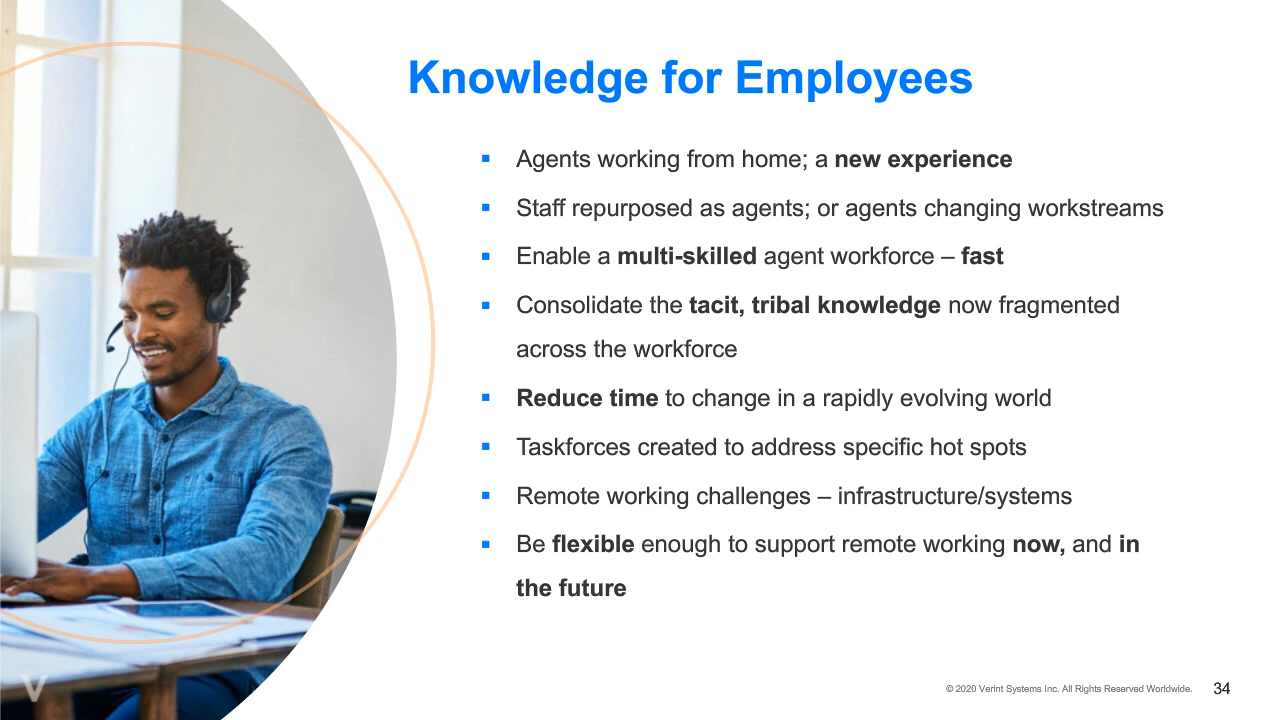 Knowledge for Employees
▪ Agents working from home; a new experience
▪ Staff repurposed as agents; or agents changing workstreams
▪ Enable a multi-skilled agent workforce – fast
▪ Consolidate the tacit, tribal knowledge now fragmented
across the workforce
▪ Reduce time to change in a rapidly evolving world
▪ Taskforces created to address specific hot spots
▪ Remote working challenges – infrastructure/systems
▪ Be flexible enough to support remote working now, and in
the future
V
© 2020 Verint Systems Inc. All Rights Reserved Worldwide.
34